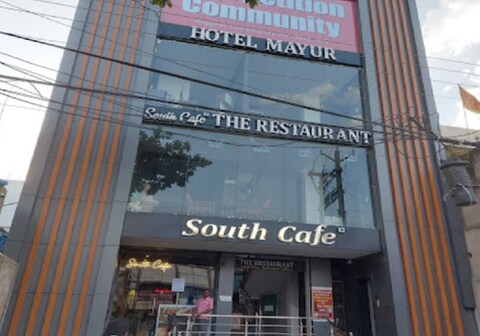 Community
HOTEL MAYUR
South Cafe THE RESTAURANT
South Cafe
South Cafe
THE RESTAURANT